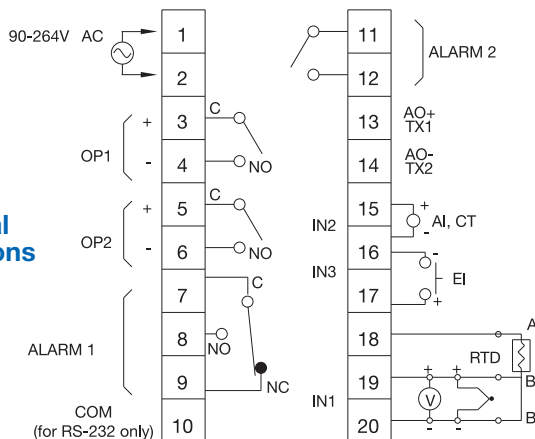 90-264V AC
1
2
OP1
+
3
C
-
4
NO
al
ons
OP2
+
5
C
-
6
NO
ALARM 1
7
C
8
NO
9
NC
COM
(for RS-232 only)
10
11
12
ALARM 2
13
AO+
TX1
14
AO-
TX2
IN2
15
+
AI, CT
-
IN3
16
-
EI
17
+
18
A
RTD
IN1
19
+
+
B
V
20
-
-
B